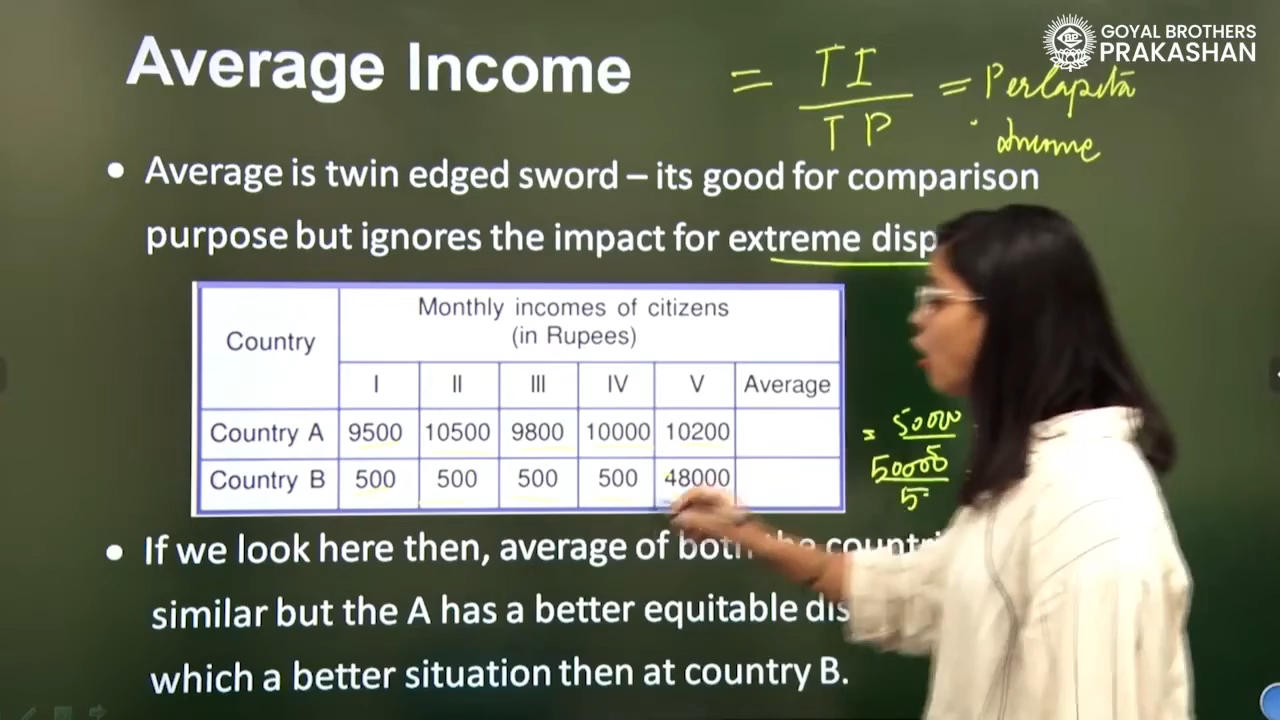 GOYAL BROTHERS
PRAKASHAN
Average Income
= TI / TP = Percapita
Income
• Average is twin edged sword – its good for comparison
purpose but ignores the impact for extreme
Country
Monthly incomes of citizens
(in Rupees)
I II III IV V Average
Country A 9500 10500 9800 10000 10200
Country B 500 500 500 500 48000
= 50000 / 5
50000 / 5
• If we look here then, average of both the
similar but the A has a better equitable
which a better situation then at country B.